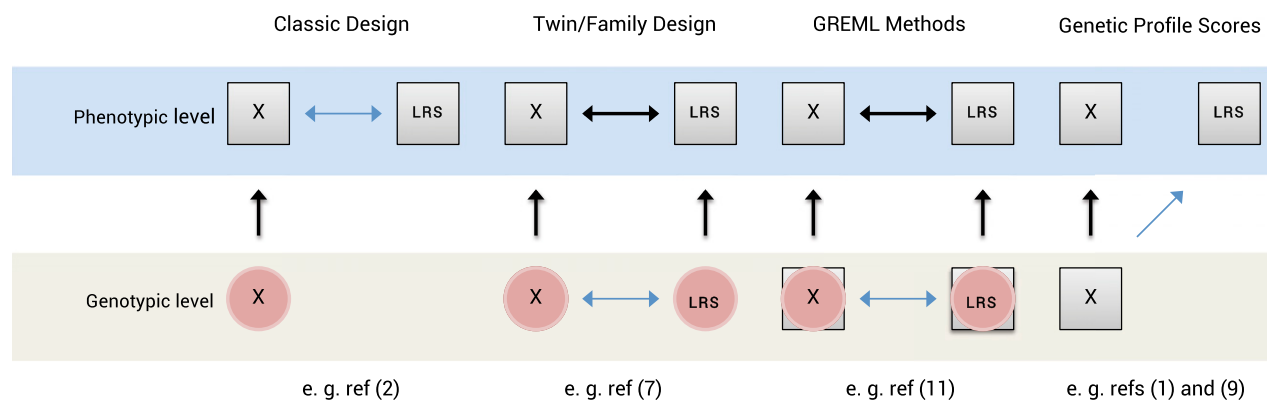 Classic Design Twin/Family Design GREML Methods Genetic Profile Scores
Phenotypic level X LRS X LRS X LRS X LRS
Genotypic level X X LRS X LRS X
e. g. ref (2) e. g. ref (7) e. g. ref (11) e. g. refs (1) and (9)